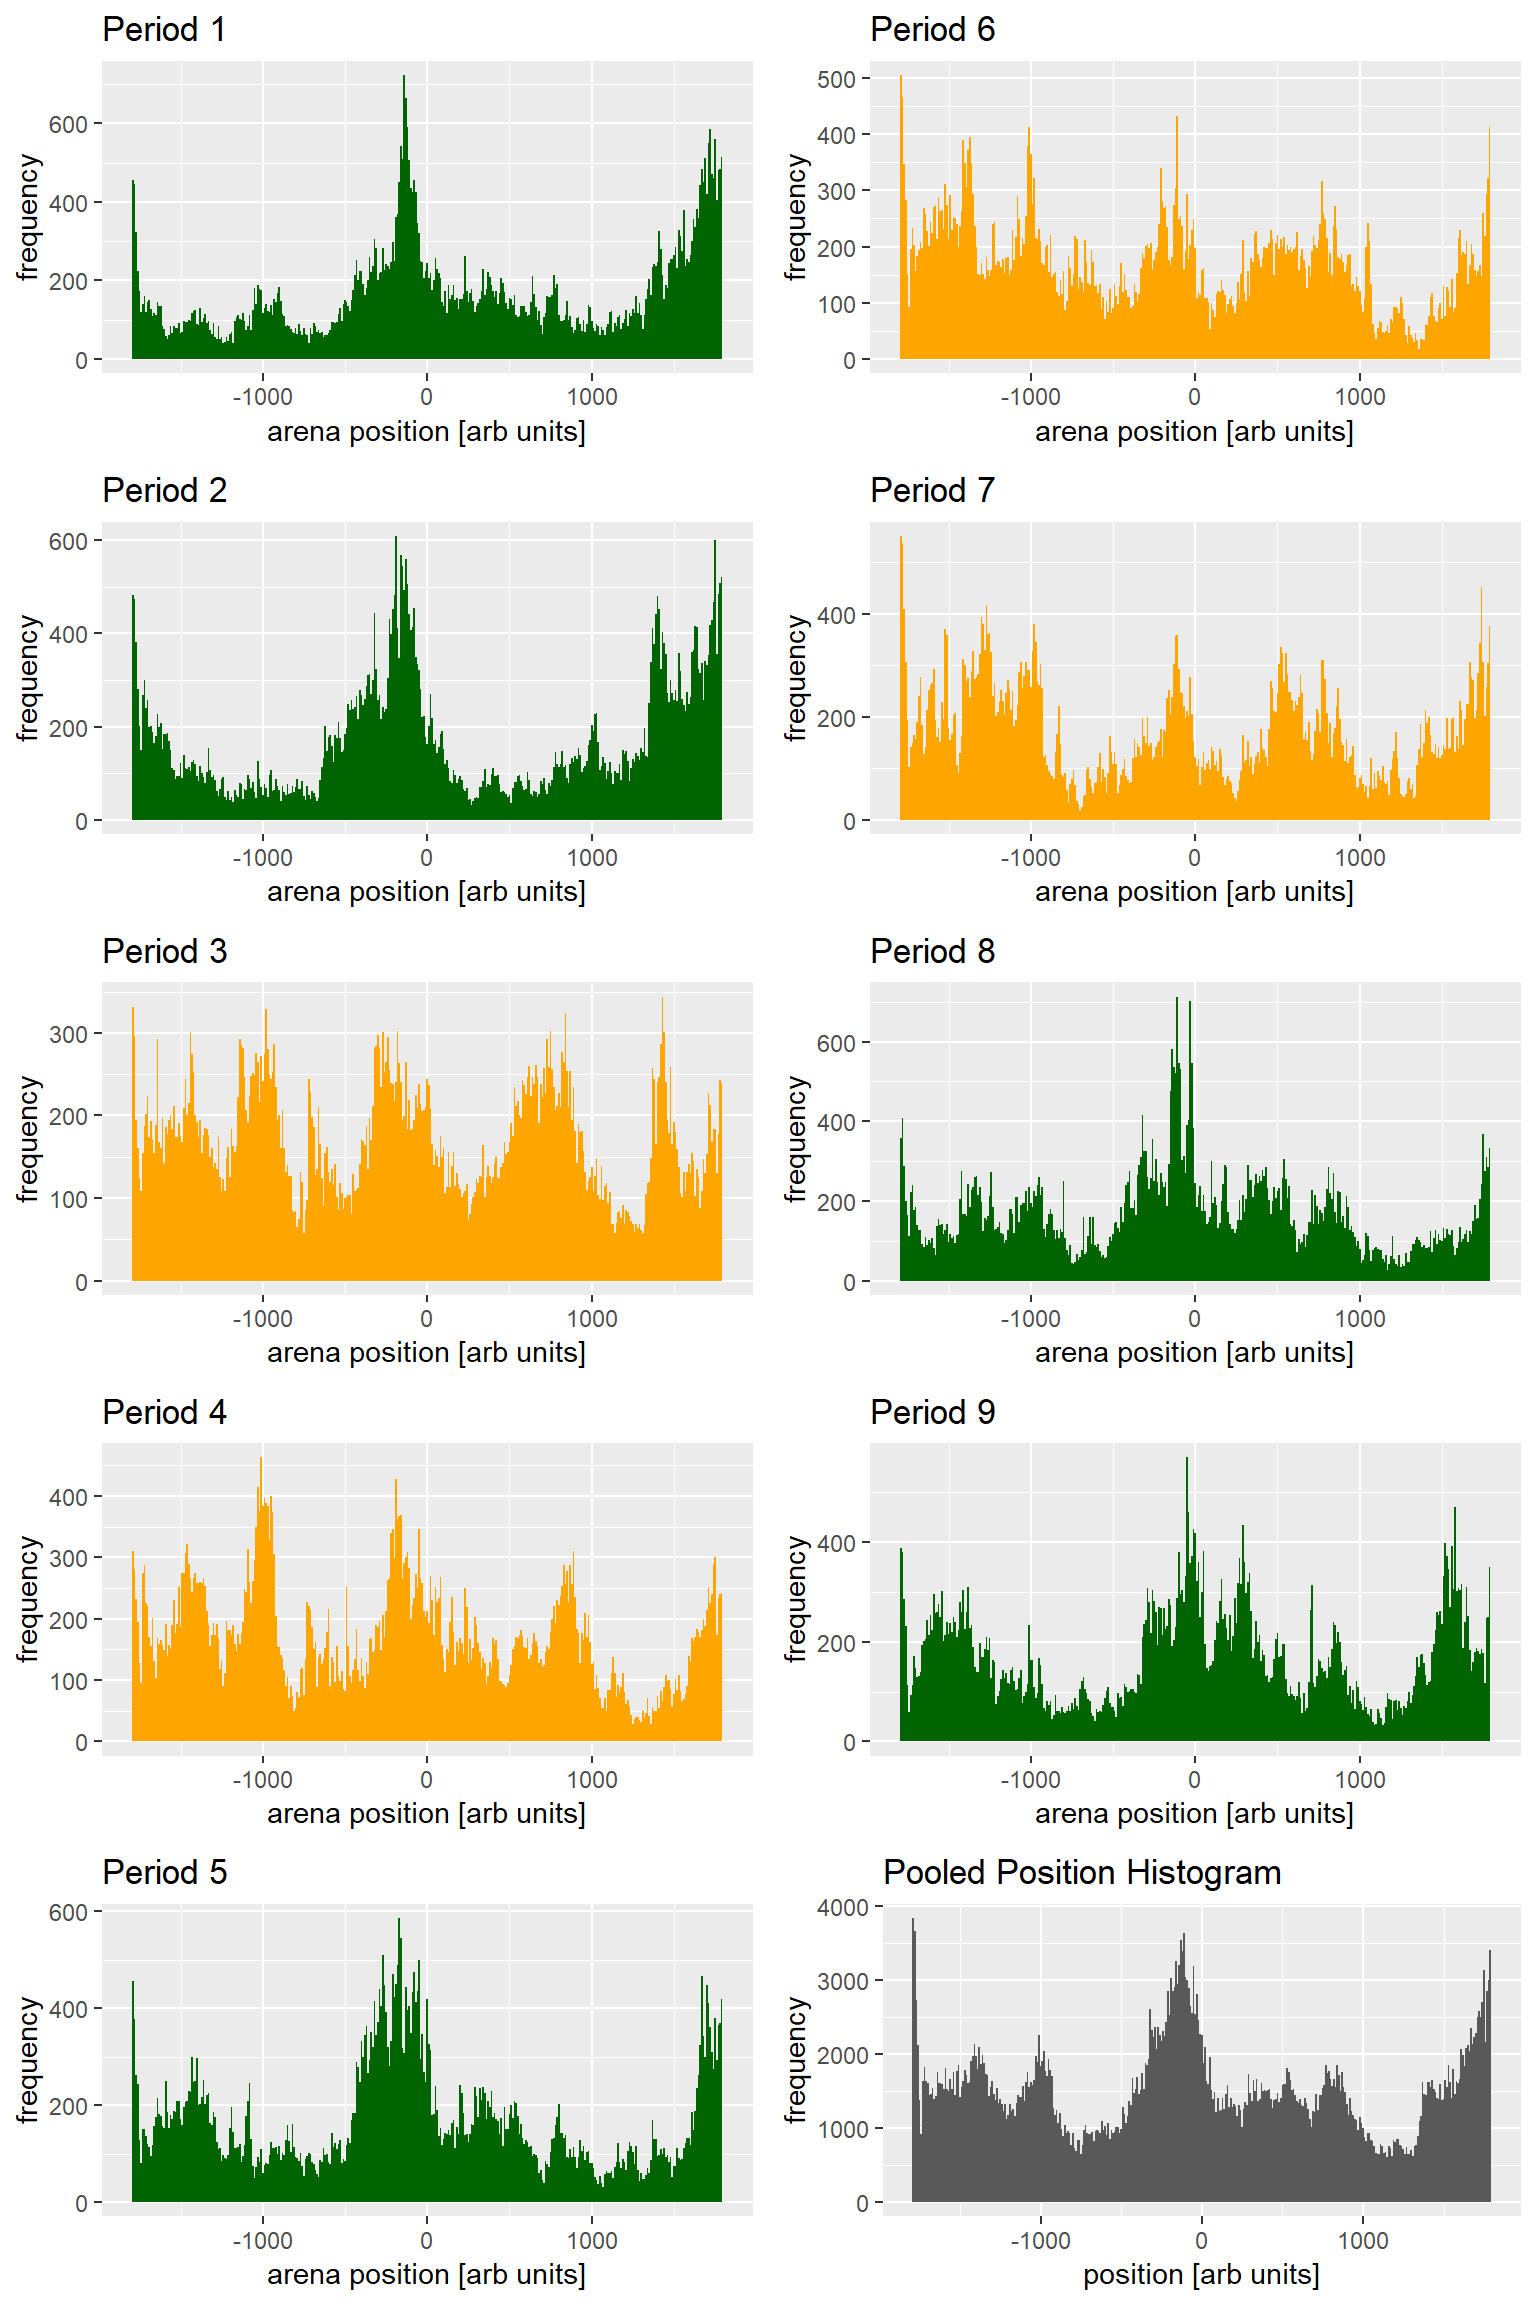 Period 1
frequency
600
400
200
0
-1000 0 1000
arena position [arb units]
Period 6
frequency
500
400
300
200
100
0
-1000 0 1000
arena position [arb units]
Period 2
frequency
600
400
200
0
-1000 0 1000
arena position [arb units]
Period 7
frequency
400
200
0
-1000 0 1000
arena position [arb units]
Period 3
frequency
300
200
100
0
-1000 0 1000
arena position [arb units]
Period 8
frequency
600
400
200
0
-1000 0 1000
arena position [arb units]
Period 4
frequency
400
300
200
100
0
-1000 0 1000
arena position [arb units]
Period 9
frequency
400
200
0
-1000 0 1000
arena position [arb units]
Period 5
frequency
600
400
200
0
-1000 0 1000
arena position [arb units]
Pooled Position Histogram
frequency
4000
3000
2000
1000
0
-1000 0 1000
position [arb units]